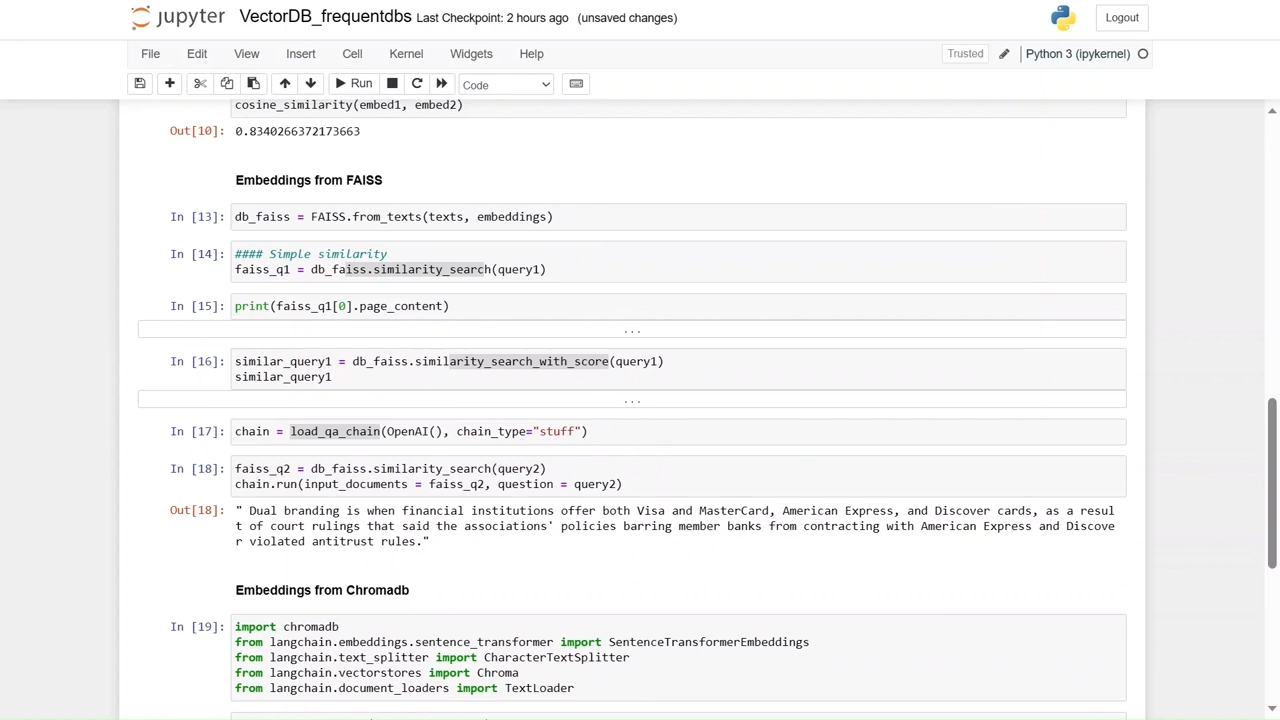 jupyter VectorDB_frequentdbs Last Checkpoint: 2 hours ago (unsaved changes) Logout
File Edit View Insert Cell Kernel Widgets Help Trusted Python 3 (ipykernel)
Run Code
cosine_similarity(embed1, embed2)
Out[10]: 0.8340266372173663
Embeddings from FAISS
In [13]: db_faiss = FAISS.from_texts(texts, embeddings)
In [14]: #### Simple similarity
faiss_q1 = db_faiss.similarity_search(query1)
In [15]: print(faiss_q1[0].page_content)
...
In [16]: similar_query1 = db_faiss.similarity_search_with_score(query1)
similar_query1
...
In [17]: chain = load_qa_chain(OpenAI(), chain_type="stuff")
In [18]: faiss_q2 = db_faiss.similarity_search(query2)
chain.run(input_documents = faiss_q2, question = query2)
Out[18]: " Dual branding is when financial institutions offer both Visa and MasterCard, American Express, and Discover cards, as a resul
t of court rulings that said the associations' policies barring member banks from contracting with American Express and Discove
r violated antitrust rules."
Embeddings from Chromadb
In [19]: import chromadb
from langchain.embeddings.sentence_transformer import SentenceTransformerEmbeddings
from langchain.text_splitter import CharacterTextSplitter
from langchain.vectorstores import Chroma
from langchain.document_loaders import TextLoader